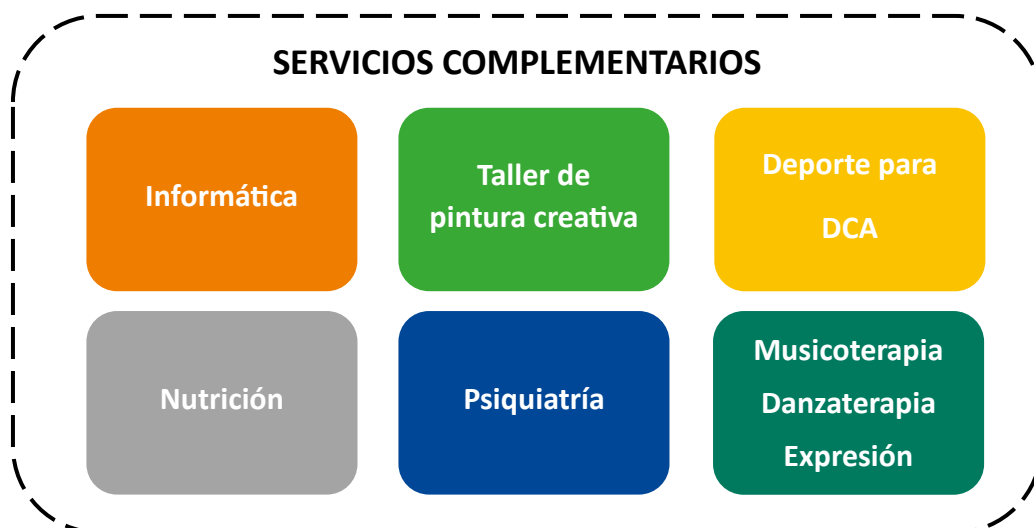 SERVICIOS COMPLEMENTARIOS
Informática
Taller de
pintura creativa
Deporte para
DCA
Nutrición
Psiquiatría
Musicoterapia
Danzaterapia
Expresión